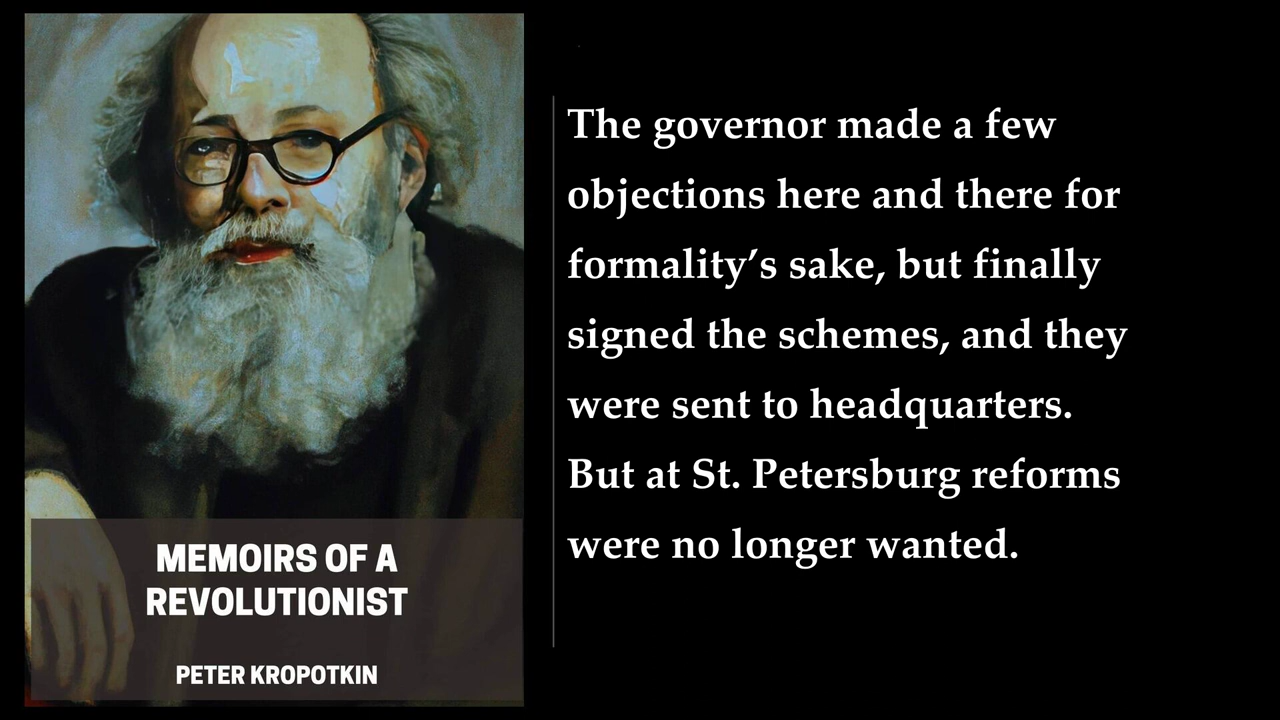 MEMOIRS OF A
REVOLUTIONIST
PETER KROPOTKIN
The governor made a few
objections here and there for
formality’s sake, but finally
signed the schemes, and they
were sent to headquarters.
But at St. Petersburg reforms
were no longer wanted.